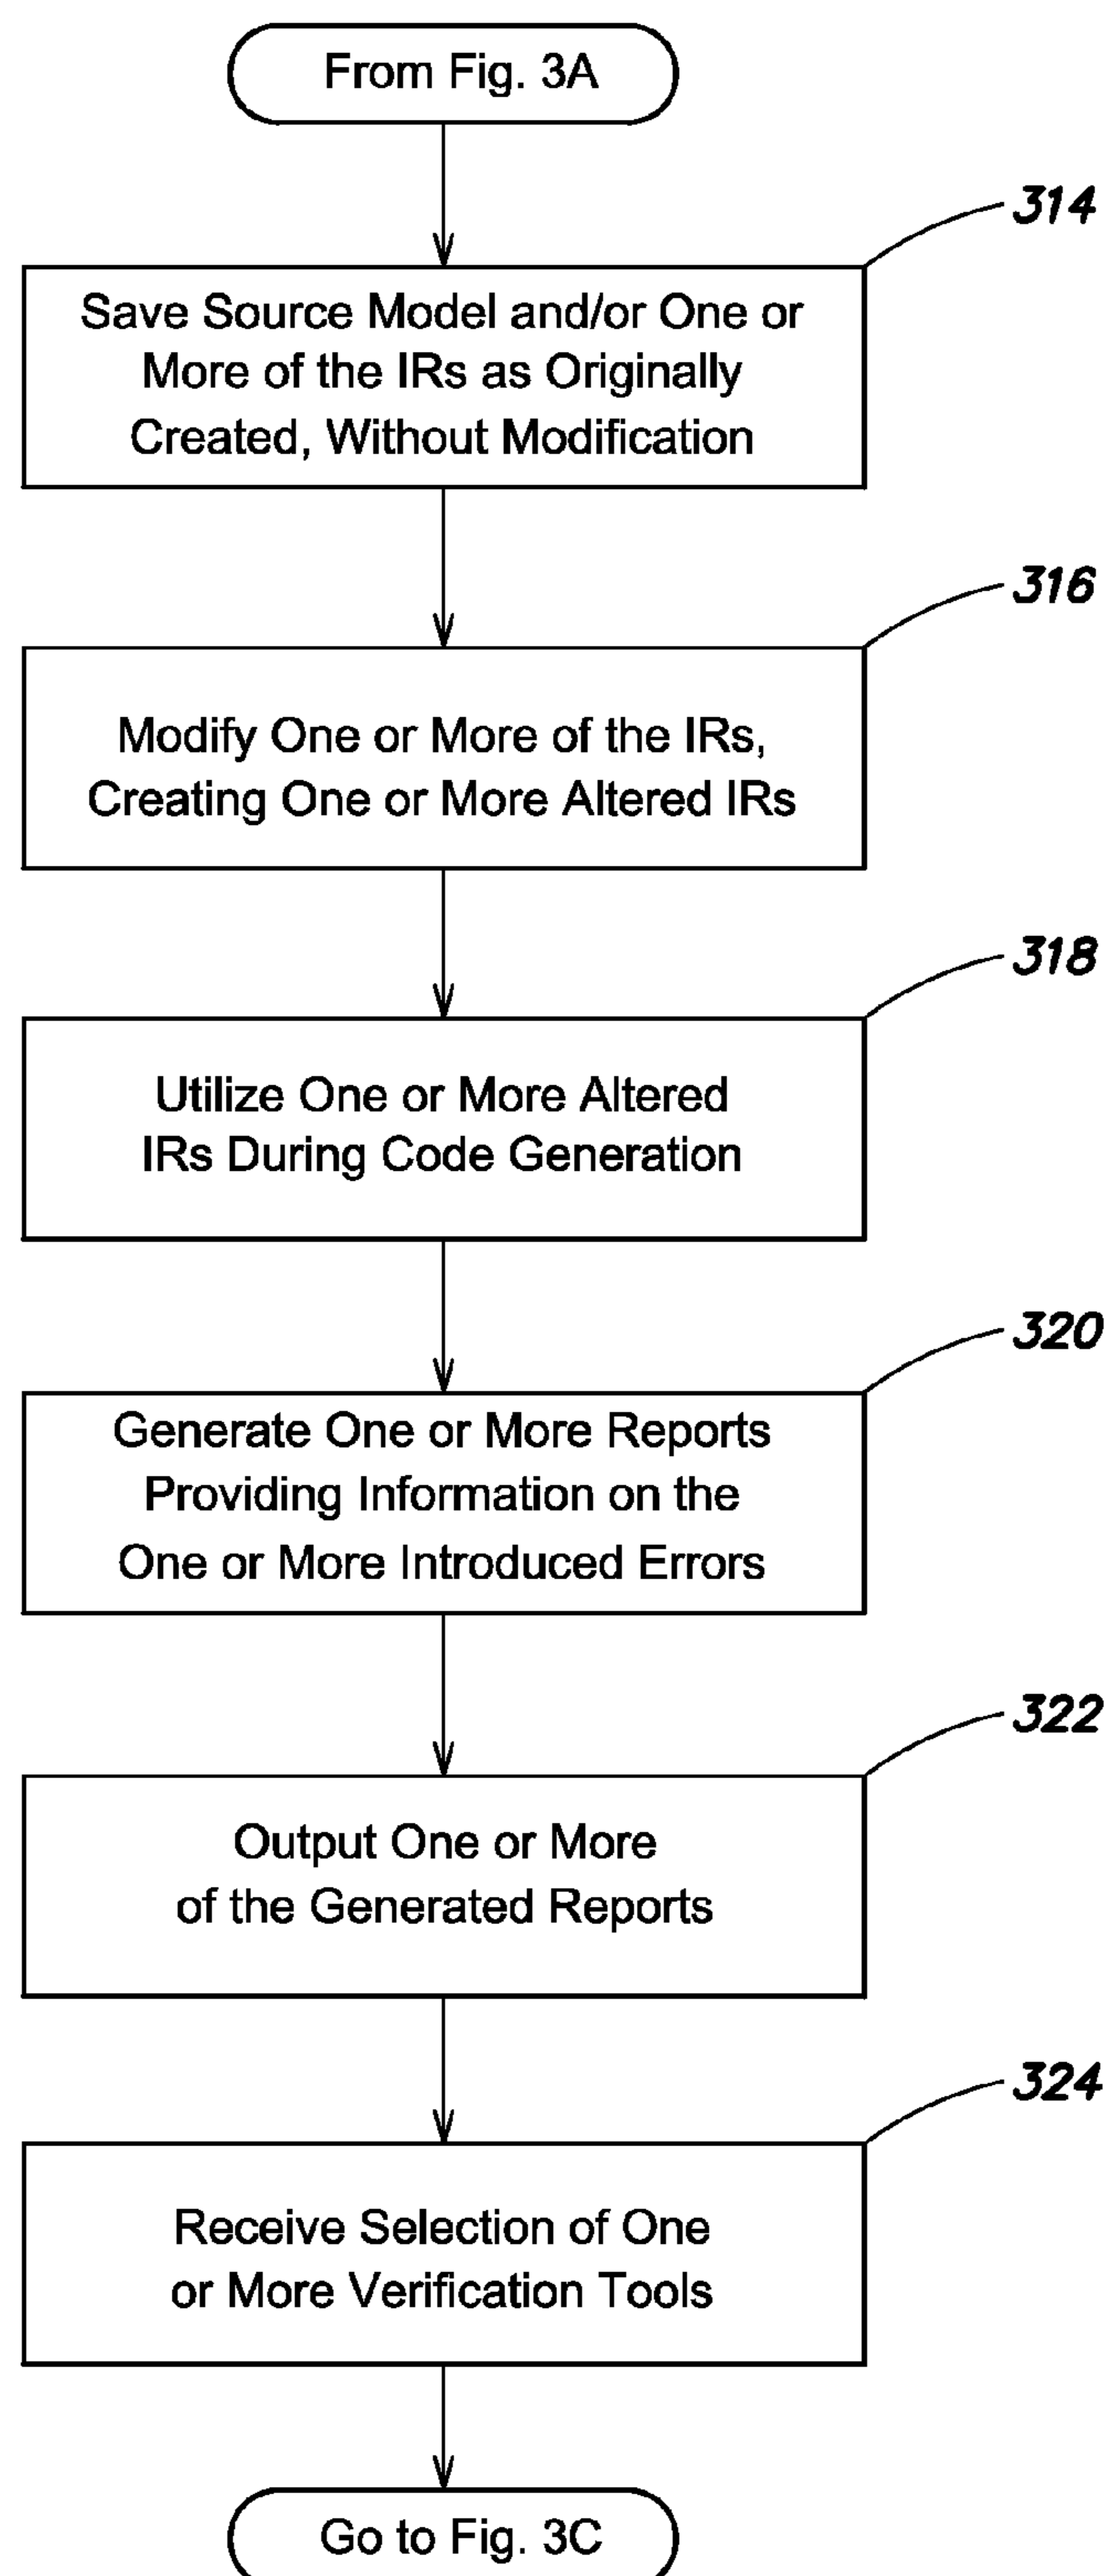 From Fig. 3A
314
Save Source Model and/or One or
More of the IRs as Originally
Created, Without Modification
316
Modify One or More of the IRs,
Creating One or More Altered IRs
318
Utilize One or More Altered
IRs During Code Generation
320
Generate One or More Reports
Providing Information on the
One or More Introduced Errors
322
Output One or More
of the Generated Reports
324
Receive Selection of One
or More Verification Tools
Go to Fig. 3C